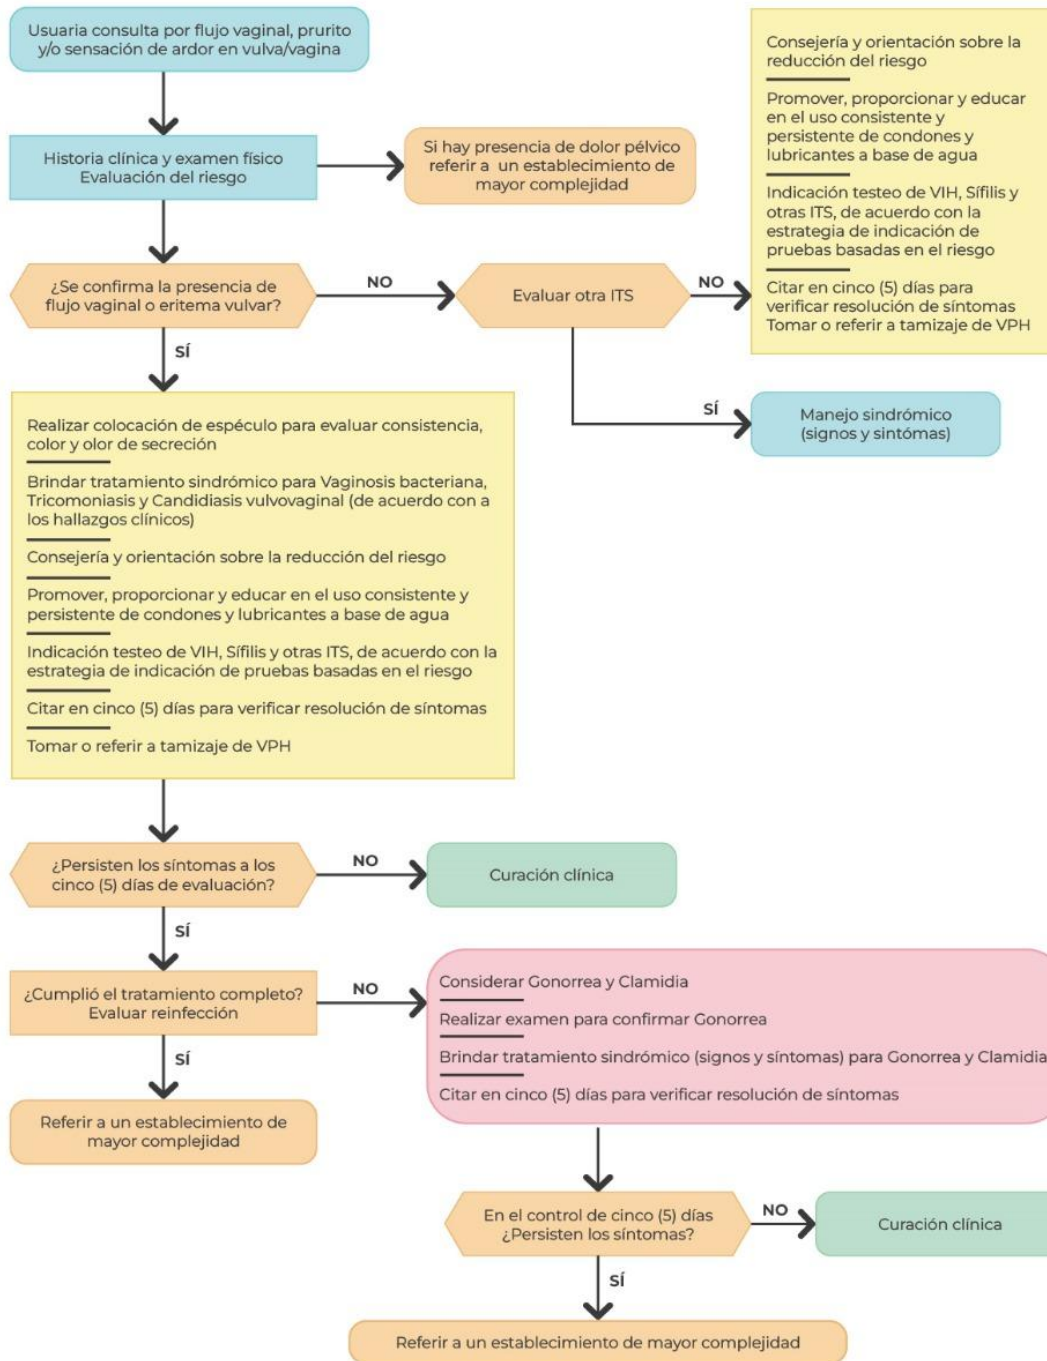 Usuaria consulta por flujo vaginal, prurito
y/o sensación de ardor en vulva/vagina
Historia clínica y examen físico
Evaluación del riesgo
Si hay presencia de dolor pélvico
referir a un establecimiento de
mayor complejidad
Consejería y orientación sobre la
reducción del riesgo
Promover, proporcionar y educar
en el uso consistente y
persistente de condones y
lubricantes a base de agua
Indicación testeo de VIH, Sífilis y
otras ITS, de acuerdo con la
estrategia de indicación de
pruebas basadas en el riesgo
Citar en cinco (5) días para
verificar resolución de síntomas
Tomar o referir a tamizaje de VPH
¿Se confirma la presencia de
flujo vaginal o eritema vulvar?
NO
Evaluar otra ITS
NO
SÍ
SÍ
Manejo sindrómico
(signos y sintómas)
Realizar colocación de espéculo para evaluar consistencia,
color y olor de secreción
Brindar tratamiento sindrómico para Vaginosis bacteriana,
Tricomoniasis y Candidiasis vulvovaginal (de acuerdo con a
los hallazgos clínicos)
Consejería y orientación sobre la reducción del riesgo
Promover, proporcionar y educar en el uso consistente y
persistente de condones y lubricantes a base de agua
Indicación testeo de VIH, Sífilis y otras ITS, de acuerdo con la
estrategia de indicación de pruebas basadas en el riesgo
Citar en cinco (5) días para verificar resolución de síntomas
Tomar o referir a tamizaje de VPH
¿Persisten los síntomas a los
cinco (5) días de evaluación?
NO
Curación clínica
SÍ
¿Cumplió el tratamiento completo?
Evaluar reinfección
NO
Considerar Gonorrea y Clamidia
Realizar examen para confirmar Gonorrea
Brindar tratamiento sindrómico (signos y síntomas) para Gonorrea y Clamidia
Citar en cinco (5) días para verificar resolución de síntomas
SÍ
Referir a un establecimiento de
mayor complejidad
En el control de cinco (5) días
¿Persisten los síntomas?
NO
Curación clínica
SÍ
Referir a un establecimiento de mayor complejidad